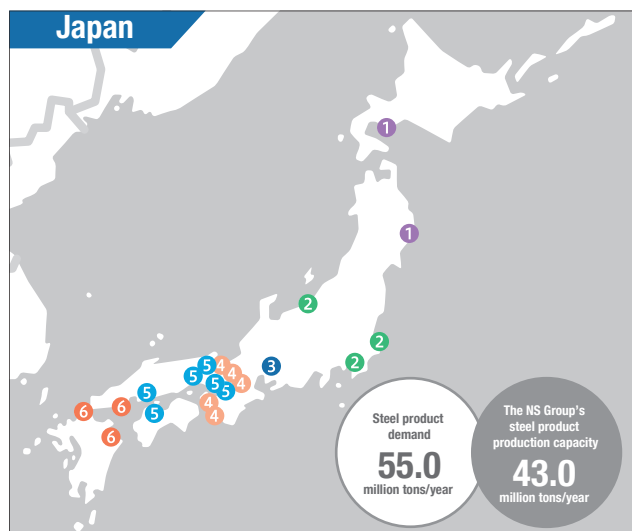 Japan
1
1
2
2
2
3
5
4
5
4
4
5
5
5
4
6
6
5
4
6
Steel product
demand
55.0
million tons/year
The NS Group's
steel product
production capacity
43.0
million tons/year